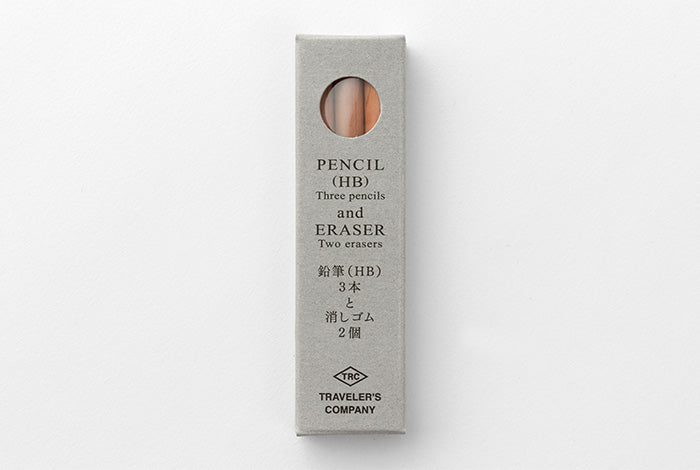 PENCIL
(HB)
Three pencils
and
ERASER
Two erasers
鉛筆(HB)
3本
と
消しゴム
2個
TRC
TRAVELER'S
COMPANY